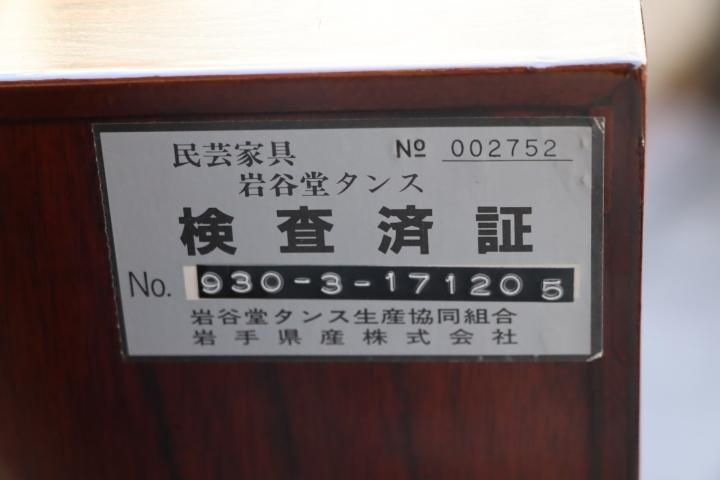 民芸家具 № 002752
岩谷堂タンス
検査済証
No. 930-3-171205
岩谷堂タンス生産協同組合
岩手県産株式会社